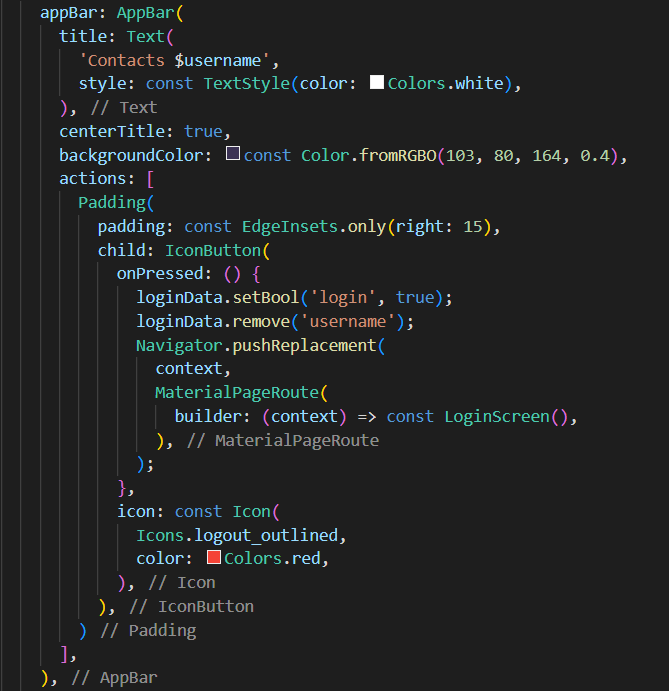 appBar: AppBar(
title: Text(
'Contacts $username',
style: const TextStyle(color: Colors.white),
), // Text
centerTitle: true,
backgroundColor: const Color.fromRGBO(103, 80, 164, 0.4),
actions: [
Padding(
padding: const EdgeInsets.only(right: 15),
child: IconButton(
onPressed: () {
loginData.setBool('login', true);
loginData.remove('username');
Navigator.pushReplacement(
context,
MaterialPageRoute(
builder: (context) => const LoginScreen(),
), // MaterialPageRoute
);
},
icon: const Icon(
Icons.logout_outlined,
color: Colors.red,
), // Icon
), // IconButton
) // Padding
],
), // AppBar